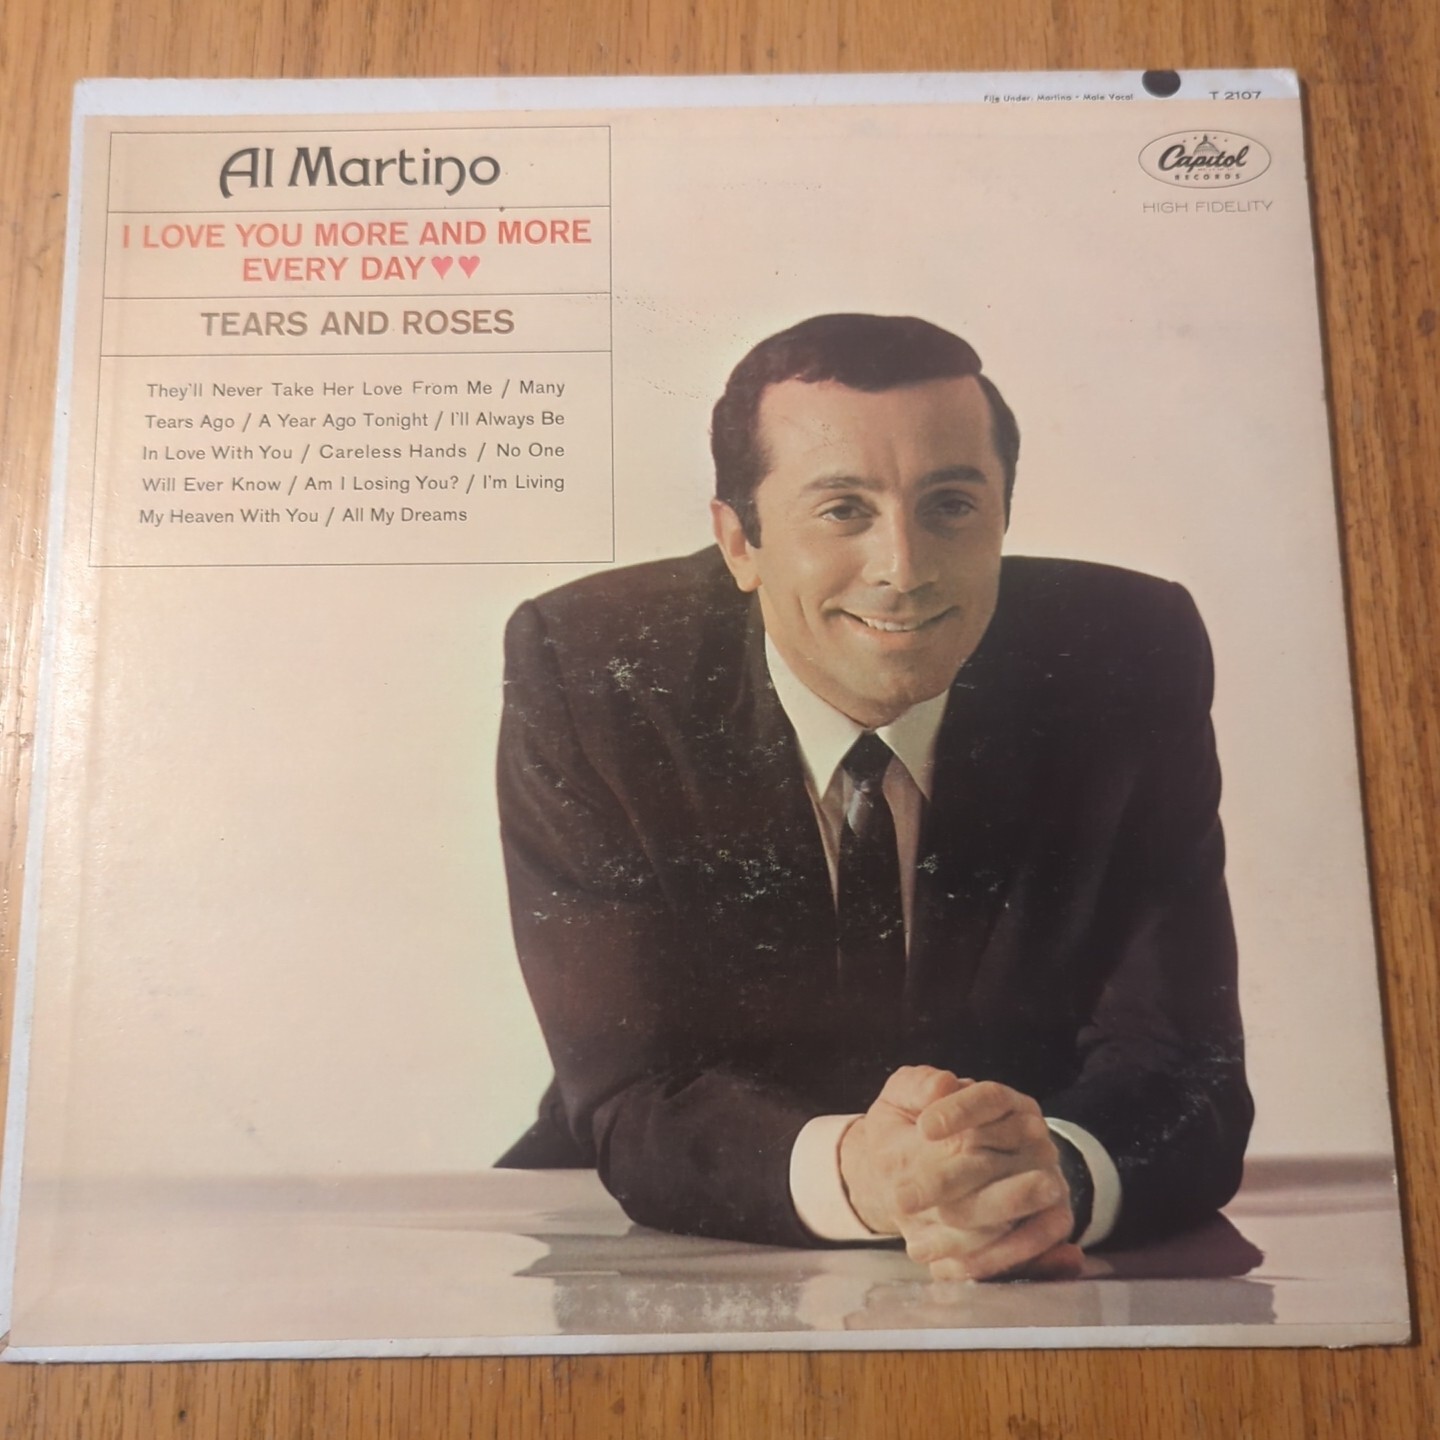 File Under: Martino • Male Vocal
T 2107
Capitol
RECORDS
HIGH FIDELITY
Al Martino
I LOVE YOU MORE AND MORE
EVERY DAY♥♥
TEARS AND ROSES
They'll Never Take Her Love From Me / Many
Tears Ago / A Year Ago Tonight / I'll Always Be
In Love With You / Careless Hands / No One
Will Ever Know / Am I Losing You? / I'm Living
My Heaven With You / All My Dreams